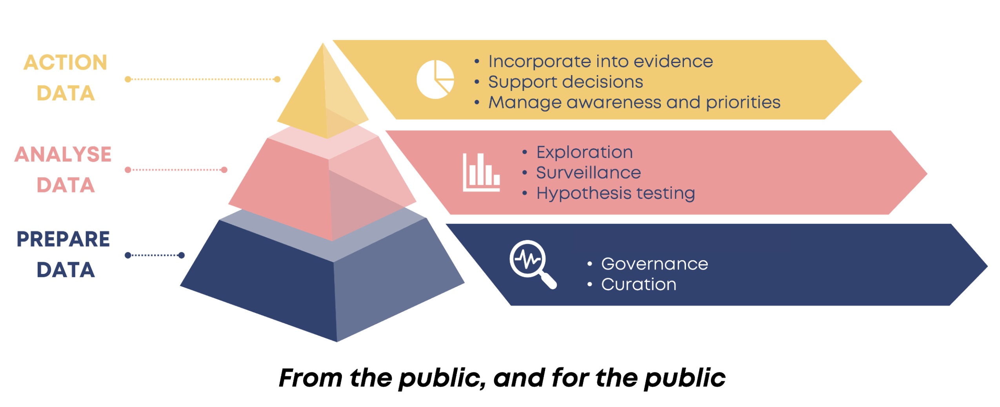 ACTION
DATA
• Incorporate into evidence
• Support decisions
• Manage awareness and priorities
ANALYSE
DATA
• Exploration
• Surveillance
• Hypothesis testing
PREPARE
DATA
• Governance
• Curation
From the public, and for the public